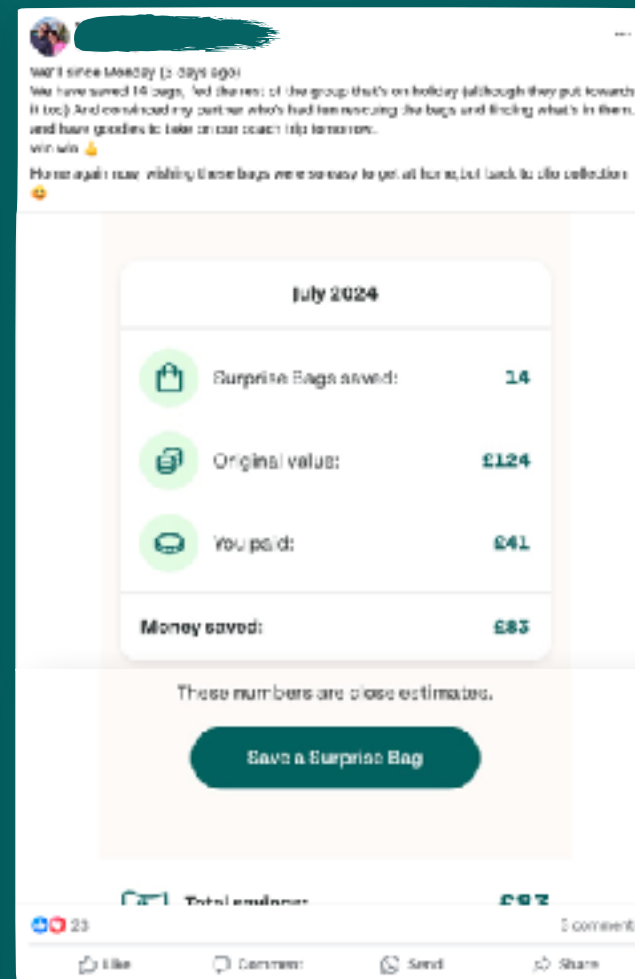 We'll since Monday (5 days ago)
We have saved 14 bags, fed the rest of the group that's on holiday (although they put towards
it too) And convinced my partner who's had fun rescuing the bags and finding what's in them.
and have goodies to take on our coach trip tomorrow.
win win 👍
Home again now wishing these bags were so easy to get at home, but back to collection
😀
July 2024
Surprise Bags saved: 14
Original value: £124
You paid: £41
Money saved: £83
These numbers are close estimates.
Save a Surprise Bag
Total savings: £83
23
comment
Like Comment Send Share